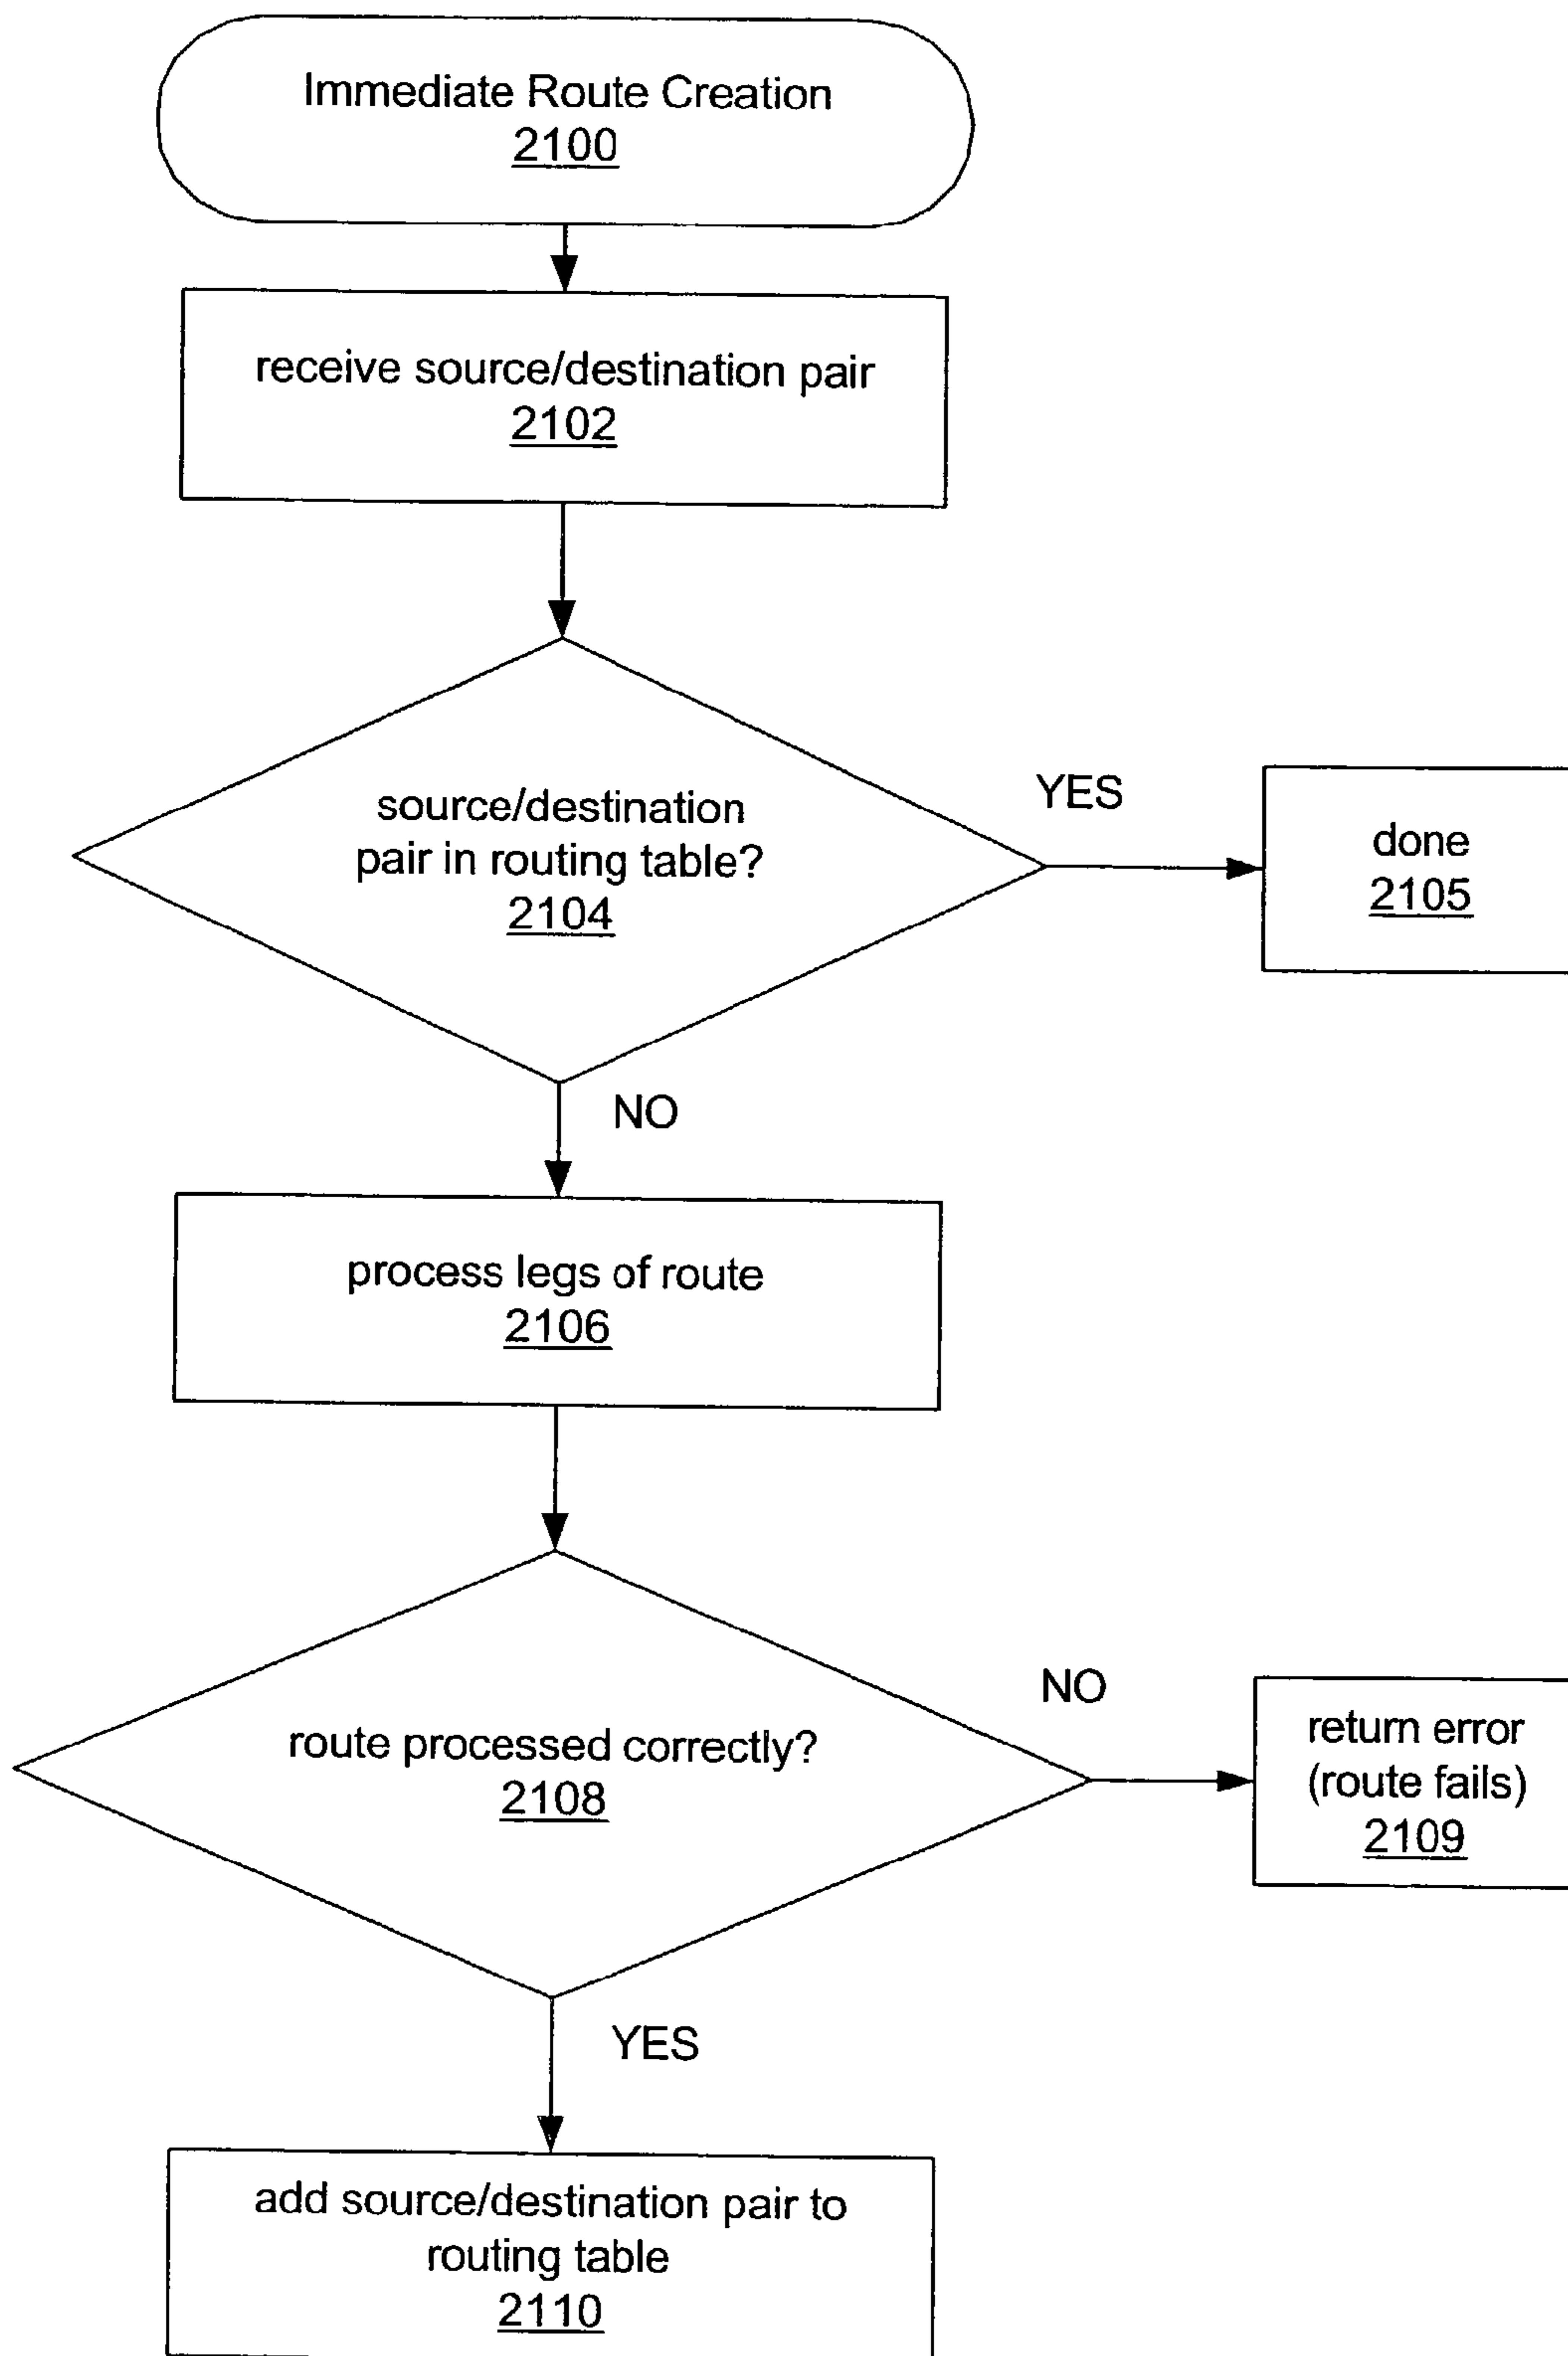 Immediate Route Creation
2100
receive source/destination pair
2102
source/destination
pair in routing table?
2104
YES
done
2105
NO
process legs of route
2106
route processed correctly?
2108
NO
return error
(route fails)
2109
YES
add source/destination pair to
routing table
2110